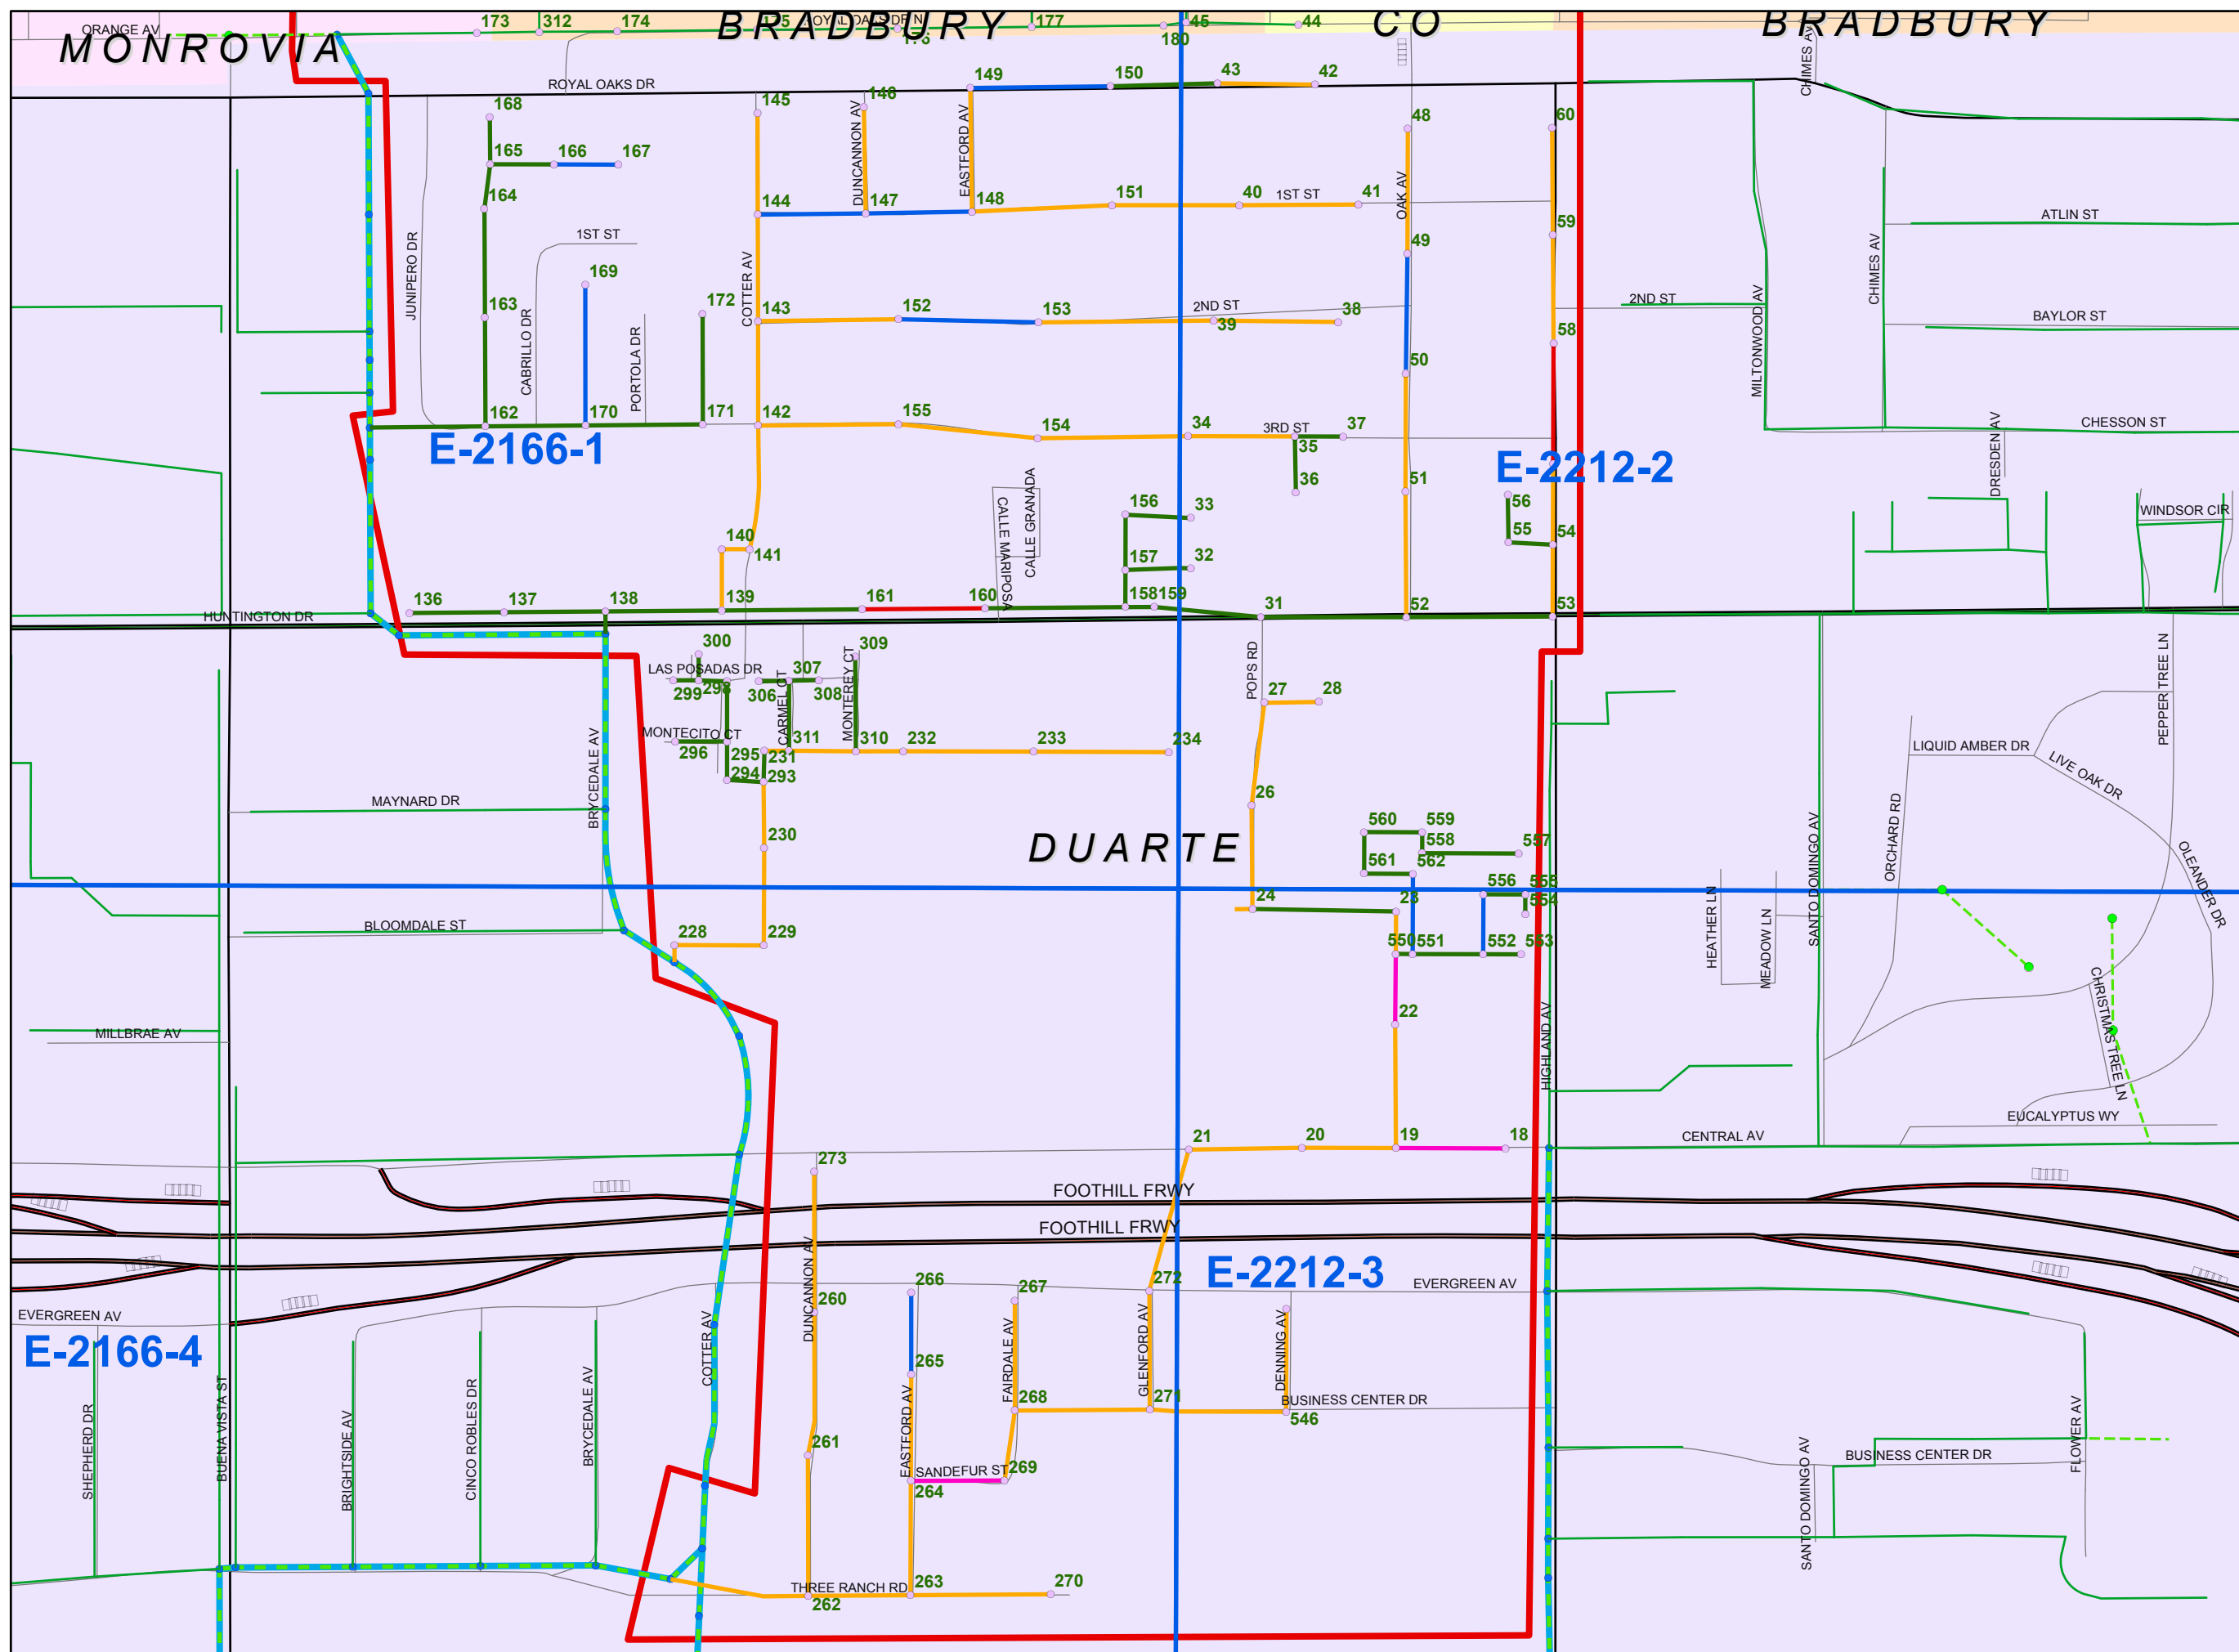 173 312 174 175 ROYAL OAKS DR N 177 45 44
ORANGE AV
MONROVIA BRADBURY CO BRADBURY
176 180
CHIMES AV
149 150 43 42
ROYAL OAKS DR
168 145 146 48 60
165 166 167
DUNCANNON AV
EASTFORD AV
OAK AV
164 144 147 148 151 40 1ST ST 41
59
ATLIN ST
1ST ST
JUNIPERO DR
49
169
COTTER AV
CHIMES AV
163 172 143 152 153 2ND ST 39 38
2ND ST
MILTONWOOD AV
BAYLOR ST
58
CABRILLO DR
PORTOLA DR
50
162 170 171 142 155 154 34 3RD ST 37
CHESSON ST
E-2166-1
35
E-2212-2
DRESDEN AV
36 51
CALLE MARIPOSA
CALLE GRANADA
156 33 56
WINDSOR CIR
140 141 157 32 55 54
136 137 138 139 161 160 158 159 31 52 53
HUNTINGTON DR
300 309
LAS POSADAS DR 307
299 298 306 308
CARMEL CT
MONTEREY CT
POPS RD
27 28
PEPPER TREE LN
MONTECITO CT
296 295 311 310 232 233 234
231
294 293
LIQUID AMBER DR
LIVE OAK DR
BRYCEDALE AV
MAYNARD DR
26
ORCHARD RD
SANTO DOMINGO AV
230
DUARTE
560 559
558 557
561 562
OLEANDER DR
24 23 556 555
554
HEATHER LN
MEADOW LN
BLOOMDALE ST
228 229
550 551 552 553
CHRISTMAS TREE LN
22
HIGHLAND AV
MILLBRAE AV
EUCALYPTUS WY
21 20 19 18
CENTRAL AV
273
FOOTHILL FRWY
FOOTHILL FRWY
DUNCANNON AV
E-2212-3
EVERGREEN AV
266 267 272
EVERGREEN AV
260
E-2166-4
COTTER AV
FAIRDALE AV
GLENFORD AV
DENNING AV
265
268 271 546
BUSINESS CENTER DR
SHEPHERD DR
BUENA VISTA ST
BRIGHTSIDE AV
CINCO ROBLES DR
BRYCEDALE AV
EASTFORD AV
261
SANDEFUR ST
269
264
BUSINESS CENTER DR
FLOWER AV
SANTO DOMINGO AV
THREE RANCH RD
262 263 270